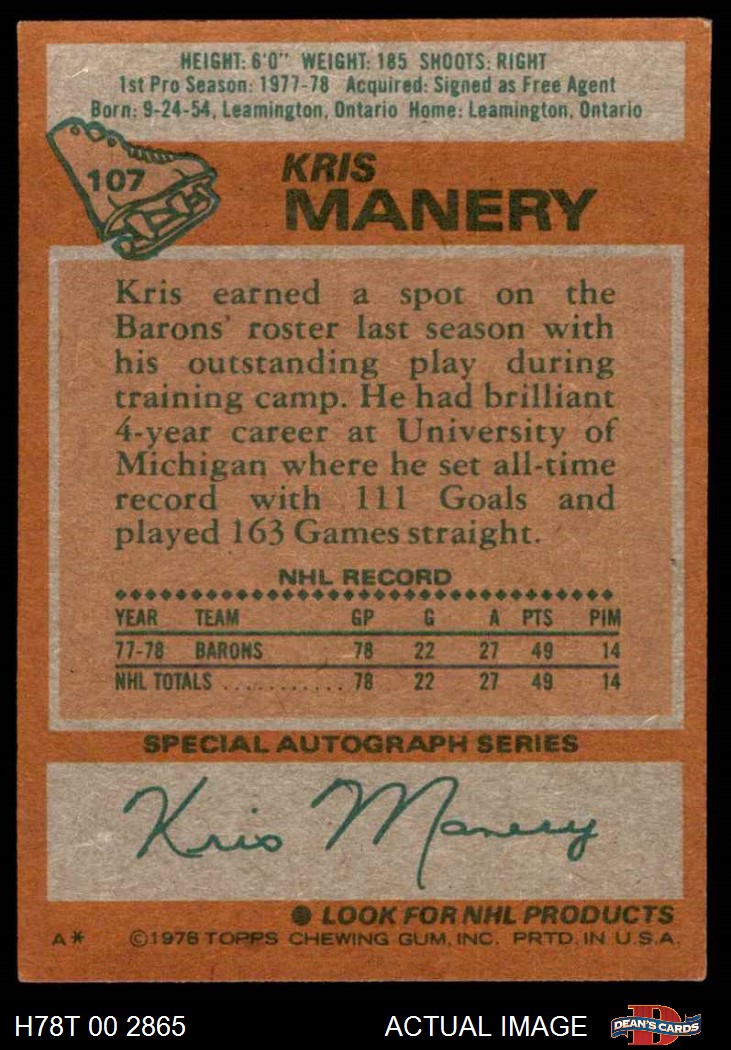 HEIGHT: 6'0" WEIGHT: 185 SHOOTS: RIGHT
1st Pro Season: 1977-78 Acquired: Signed as Free Agent
Born: 9-24-54, Leamington, Ontario Home: Leamington, Ontario
107
KRIS
MANERY
Kris earned a spot on the
Barons' roster last season with
his outstanding play during
training camp. He had brilliant
4-year career at University of
Michigan where he set all-time
record with 111 Goals and
played 163 Games straight.
NHL RECORD
YEAR TEAM GP G A PTS PIM
77-78 BARONS 78 22 27 49 14
NHL TOTALS ........... 78 22 27 49 14
SPECIAL AUTOGRAPH SERIES
Kris Manery
● LOOK FOR NHL PRODUCTS
A* ©1978 TOPPS CHEWING GUM, INC. PRTD. IN U.S.A.
H78T 00 2865 ACTUAL IMAGE D DEAN'S CARDS